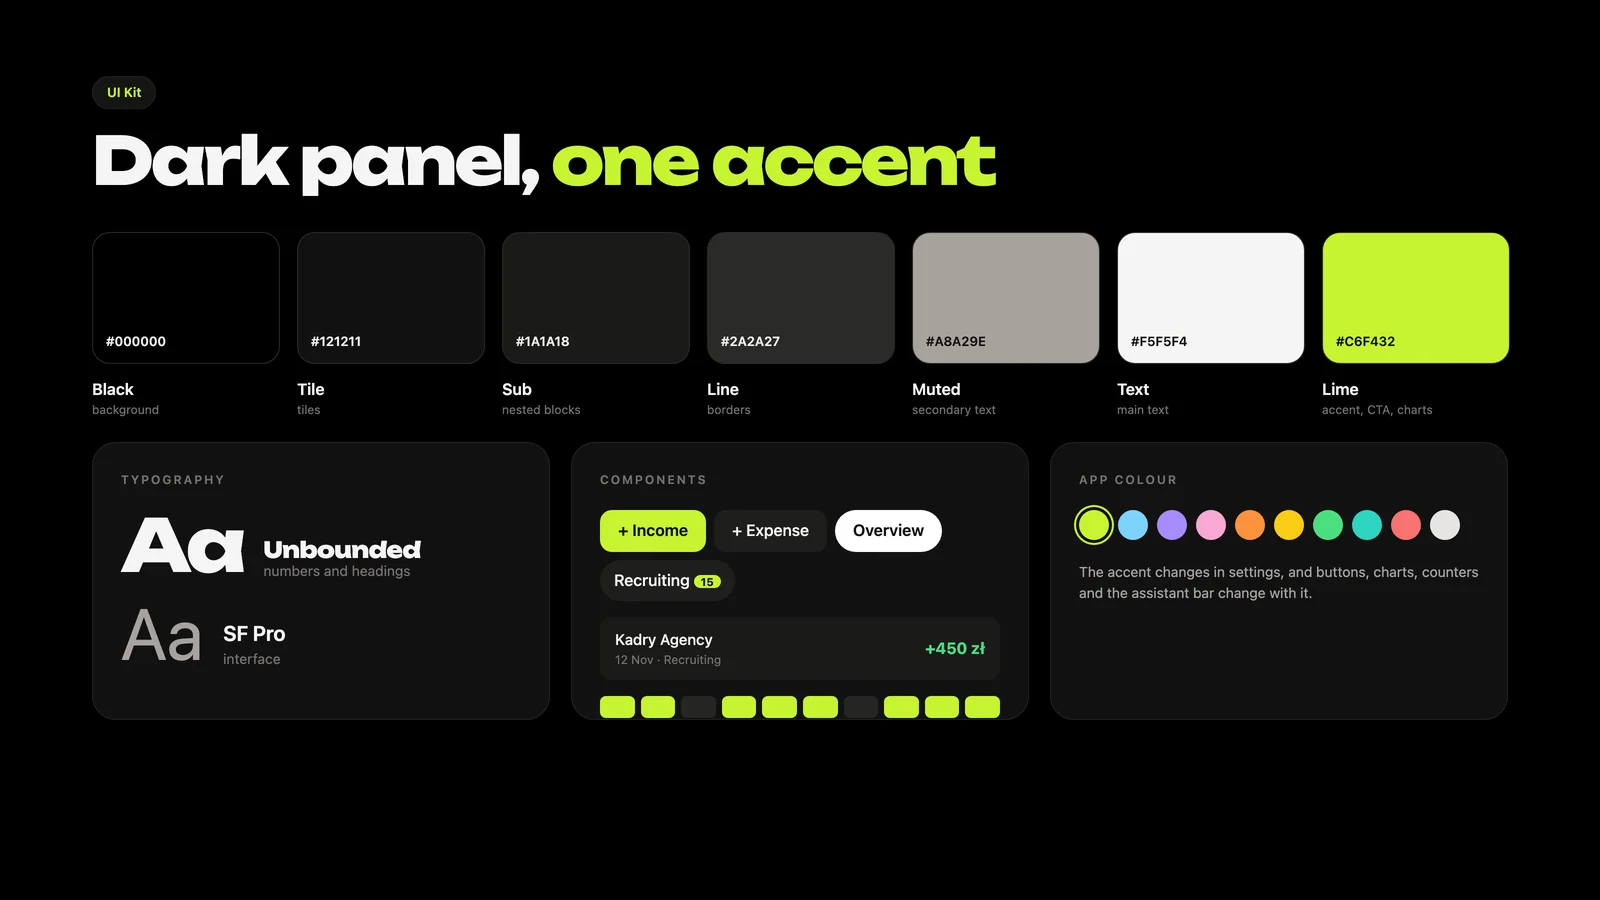 UI Kit
Dark panel, one accent
#000000
#121211
#1A1A18
#2A2A27
#A8A29E
#F5F5F4
#C6F432
Black
Tile
Sub
Line
Muted
Text
Lime
background
tiles
nested blocks
borders
secondary text
main text
accent, CTA, charts
TYPOGRAPHY
Aa Unbounded
numbers and headings
Aa SF Pro
interface
COMPONENTS
+ Income
+ Expense
Overview
Recruiting 15
Kadry Agency
12 Nov · Recruiting
+450 zł
APP COLOUR
The accent changes in settings, and buttons, charts, counters
and the assistant bar change with it.